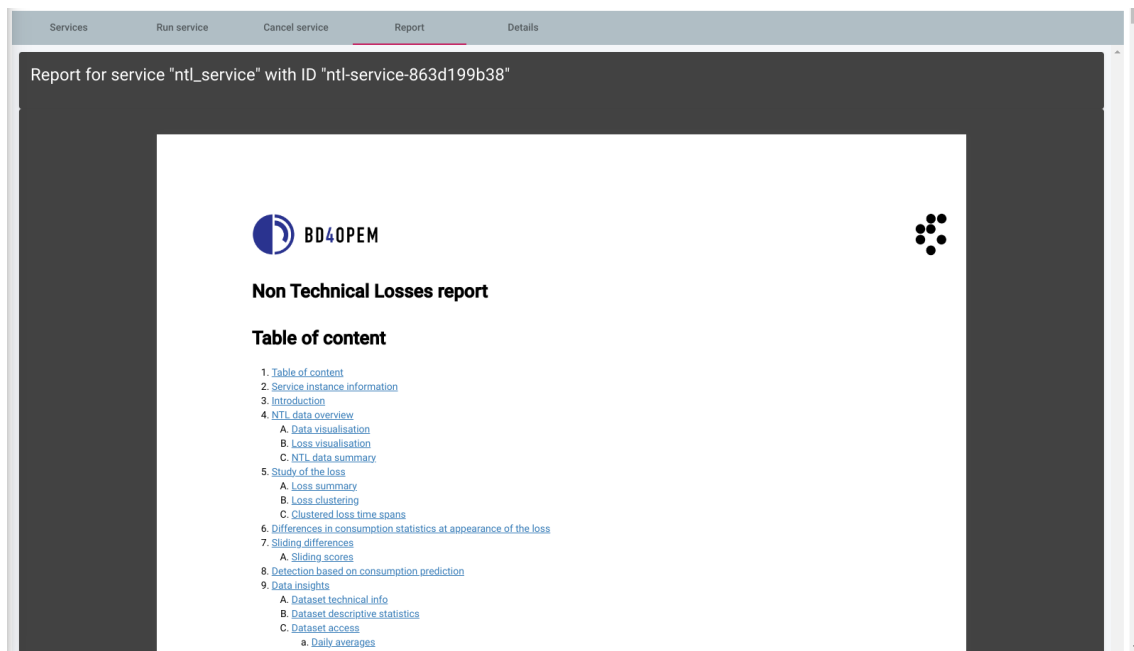 Services Run service Cancel service Report Details
Report for service "ntl_service" with ID "ntl-service-863d199b38"
BD4OPEM
Non Technical Losses report
Table of content
1. Table of content
2. Service instance information
3. Introduction
4. NTL data overview
A. Data visualisation
B. Loss visualisation
C. NTL data summary
5. Study of the loss
A. Loss summary
B. Loss clustering
C. Clustered loss time spans
6. Differences in consumption statistics at appearance of the loss
7. Sliding differences
A. Sliding scores
8. Detection based on consumption prediction
9. Data insights
A. Dataset technical info
B. Dataset descriptive statistics
C. Dataset access
a. Daily averages